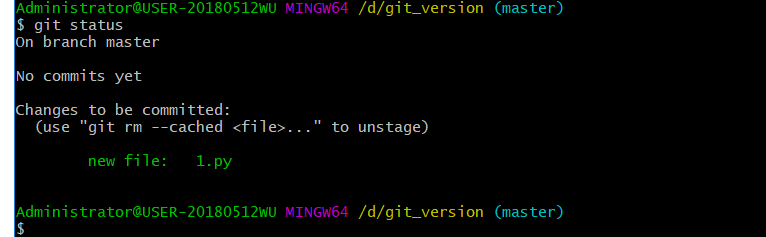 Administrator@USER-20180512WU MINGW64 /d/git_version (master)
$ git status
On branch master
No commits yet
Changes to be committed:
  (use "git rm --cached <file>..." to unstage)
        new file:   1.py
Administrator@USER-20180512WU MINGW64 /d/git_version (master)
$